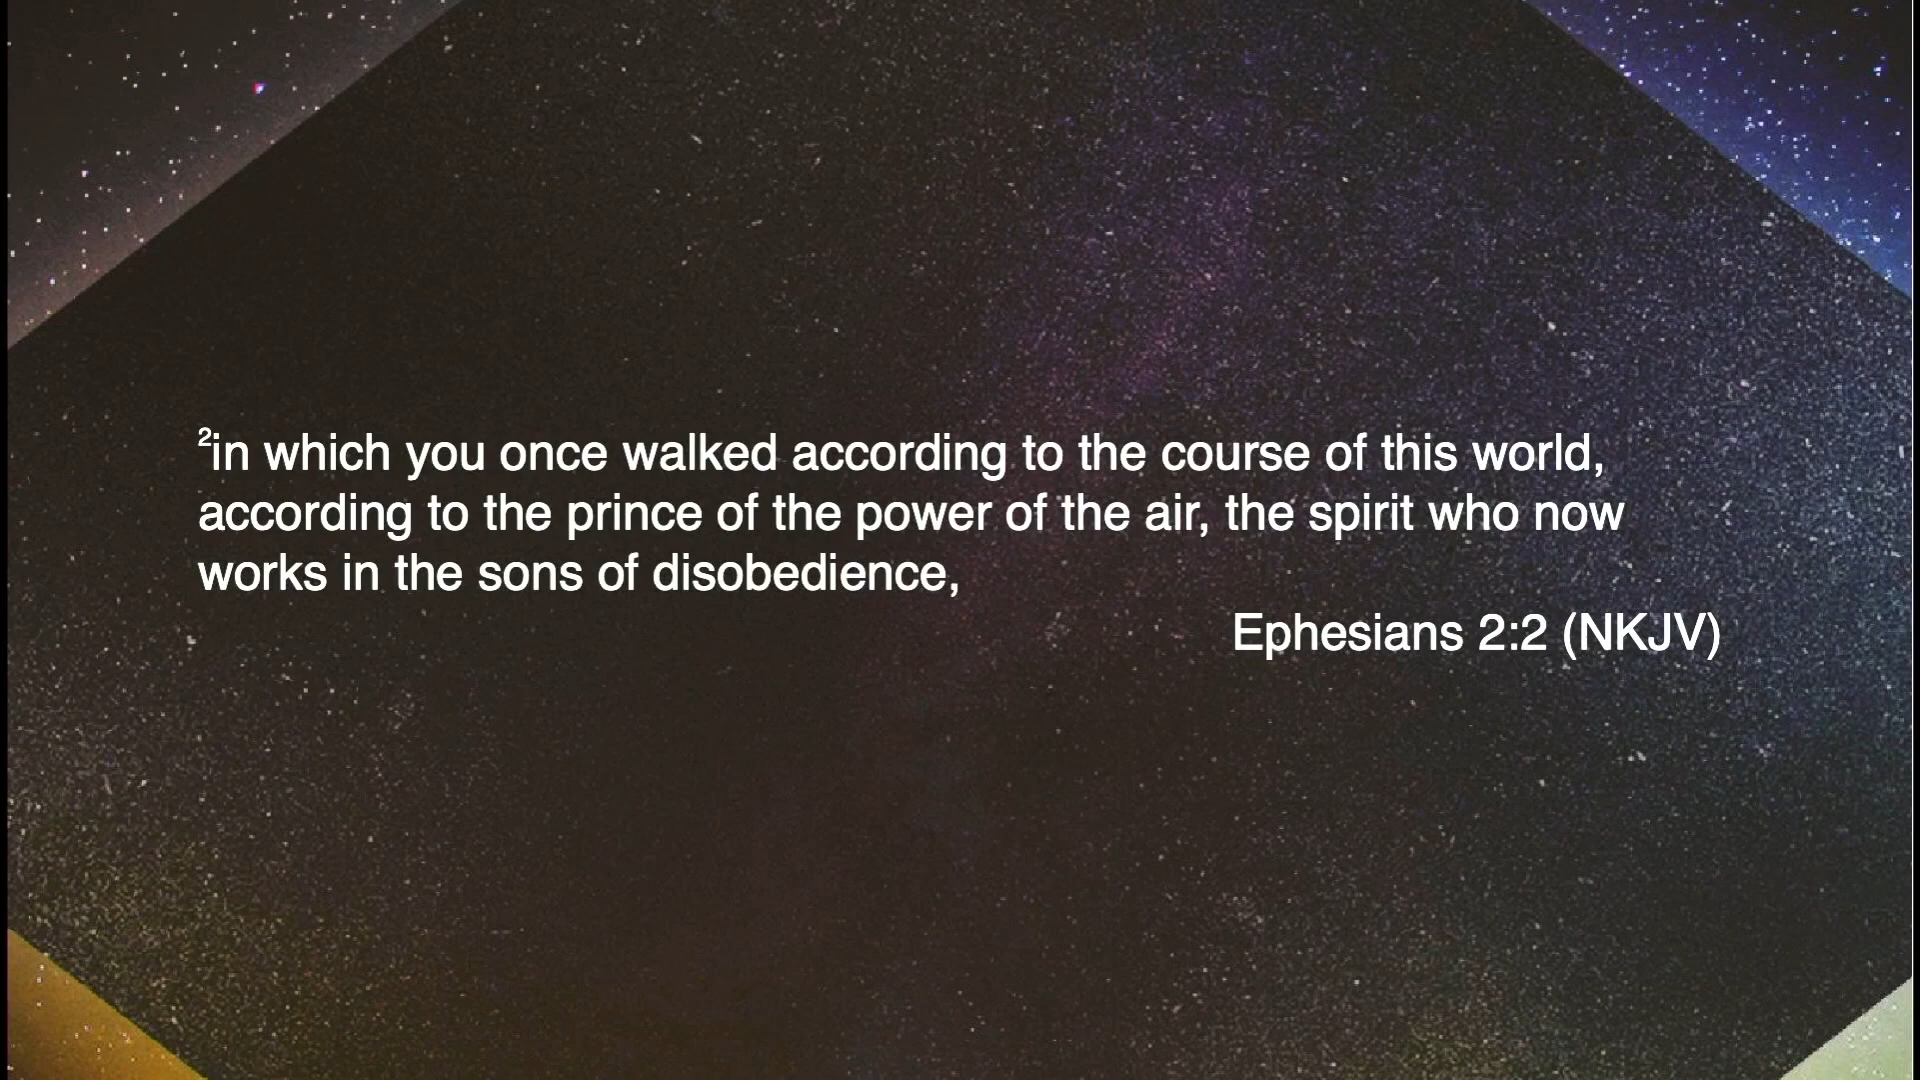 ²in which you once walked according to the course of this world,
according to the prince of the power of the air, the spirit who now
works in the sons of disobedience,
Ephesians 2:2 (NKJV)